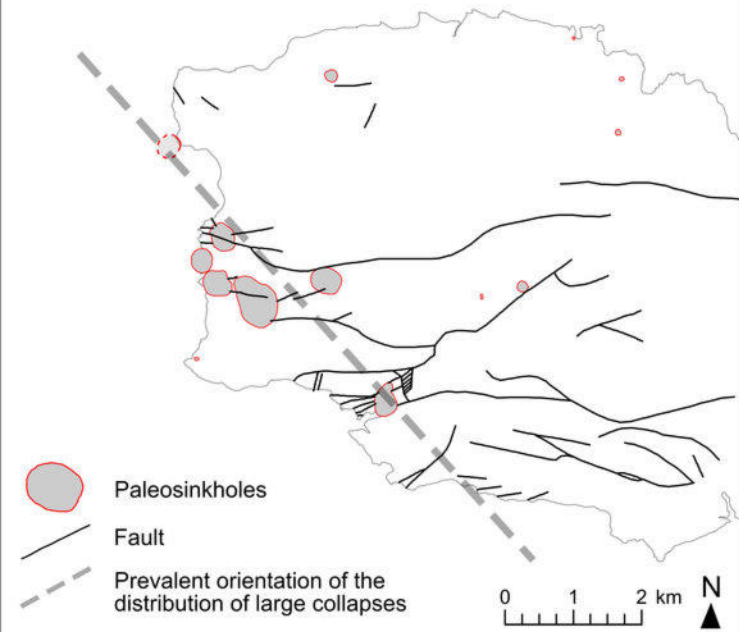 Paleosinkholes
Fault
Prevalent orientation of the
distribution of large collapses
0 1 2 km
N